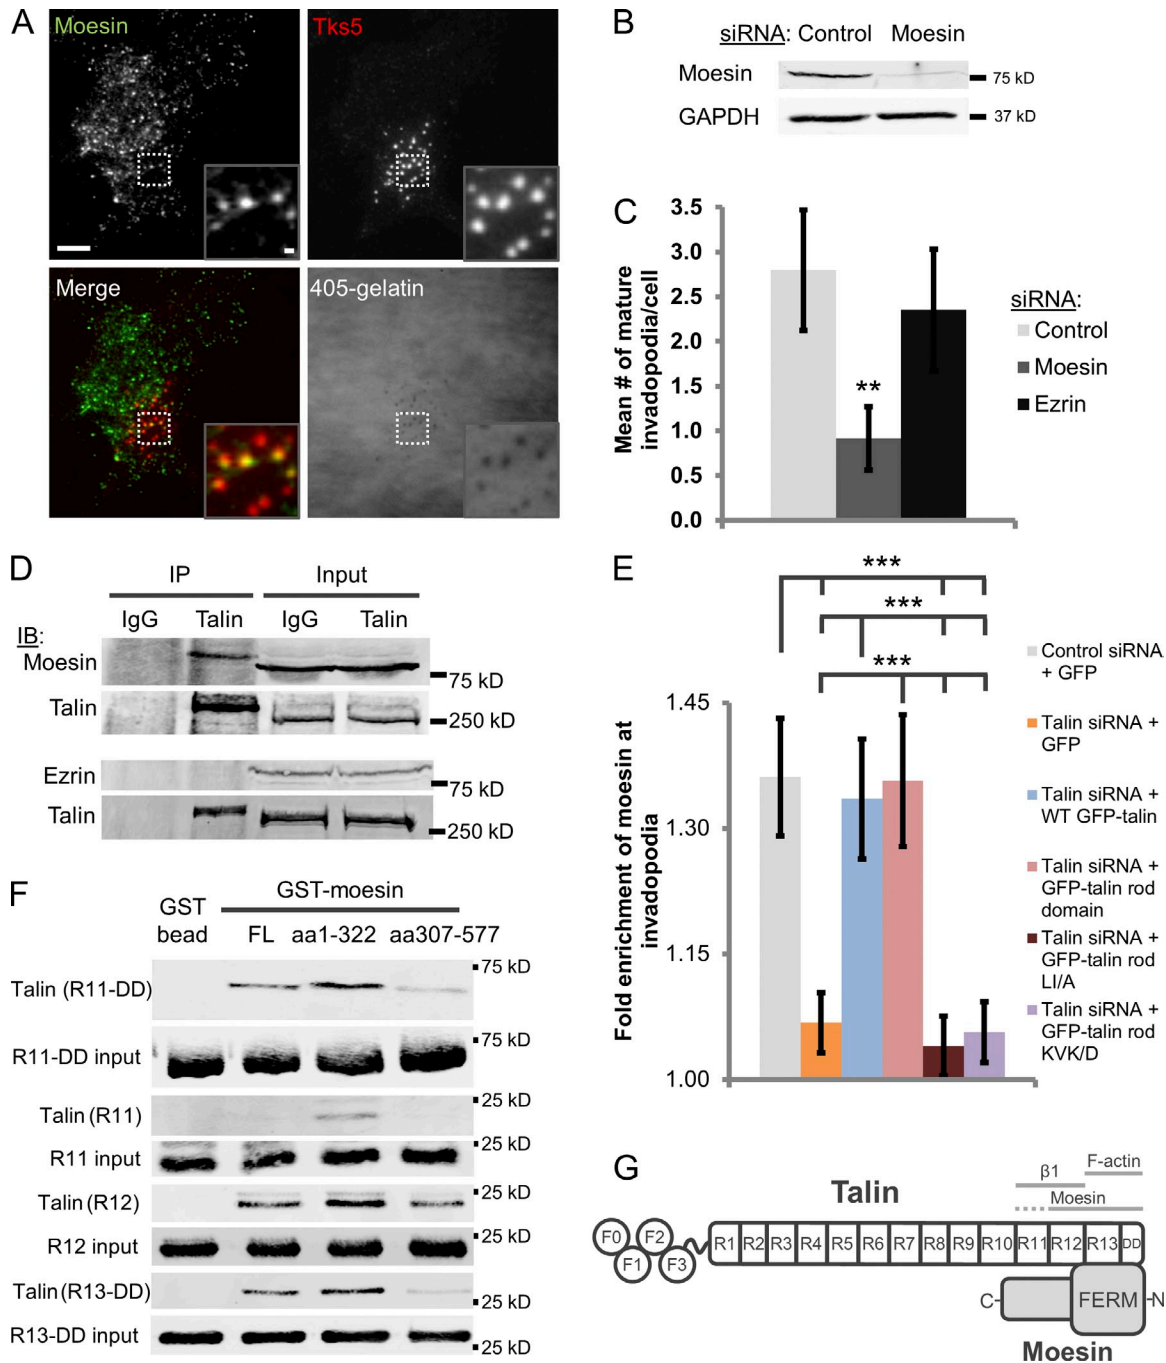 A
Moesin
Tks5
Merge
405-gelatin
B
siRNA: Control Moesin
Moesin
75 kD
GAPDH
37 kD
C
Mean # of mature
invadopodia/cell
3.5
3.0
2.5
2.0
1.5
1.0
0.5
0.0
**
siRNA:
Control
Moesin
Ezrin
D
IP Input
IgG Talin IgG Talin
IB:
Moesin
75 kD
Talin
250 kD
Ezrin
75 kD
Talin
250 kD
E
***
***
***
Fold enrichment of moesin at
invadopodia
1.45
1.30
1.15
1.00
Control siRNA
+ GFP
Talin siRNA +
GFP
Talin siRNA +
WT GFP-talin
Talin siRNA +
GFP-talin rod
domain
Talin siRNA +
GFP-talin rod
LI/A
Talin siRNA +
GFP-talin rod
KVK/D
F
GST
bead
GST-moesin
FL aa1-322 aa307-577
Talin (R11-DD)
75 kD
R11-DD input
75 kD
Talin (R11)
25 kD
R11 input
25 kD
Talin (R12)
25 kD
R12 input
25 kD
Talin (R13-DD)
25 kD
R13-DD input
25 kD
G
Talin
β1
F-actin
Moesin
F0 F1 F2 F3 R1 R2 R3 R4 R5 R6 R7 R8 R9 R10 R11 R12 R13 DD
C- FERM -N
Moesin